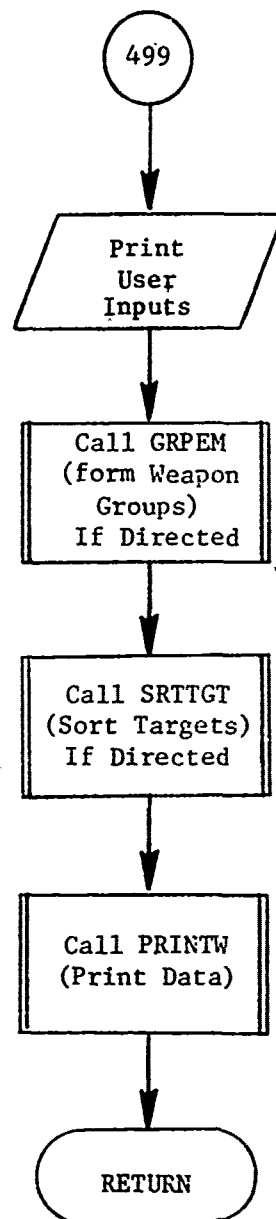 499
Print
User
Inputs
Call GRPEM
(form Weapon
Groups)
If Directed
Call SRTTGT
(Sort Targets)
If Directed
Call PRINTW
(Print Data)
RETURN